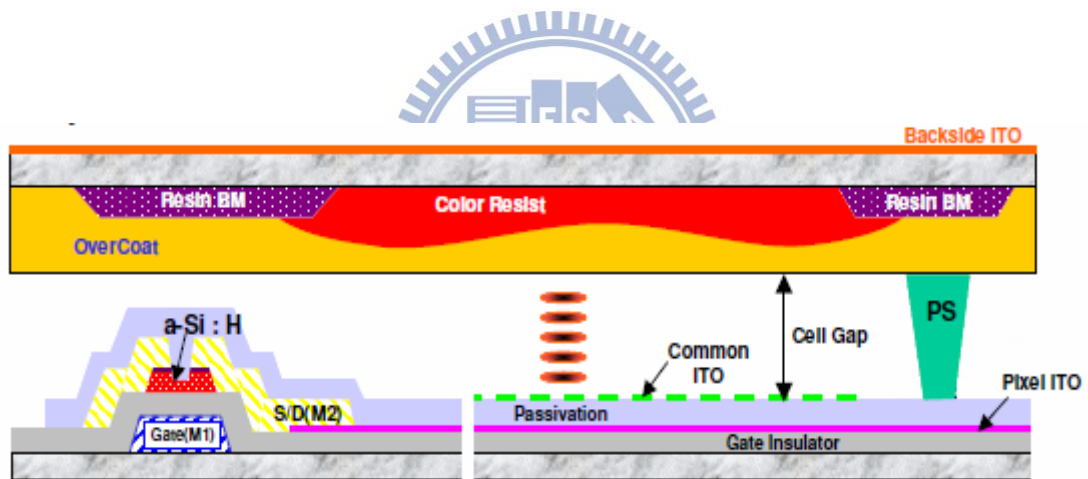 ES
Backside ITO
Resin BM
Color Resist
Resin BM
OverCoat
a-Si : H
PS
Cell Gap
Common
ITO
Pixel ITO
S/D(M2)
Passivation
Gate(M1)
Gate Insulator